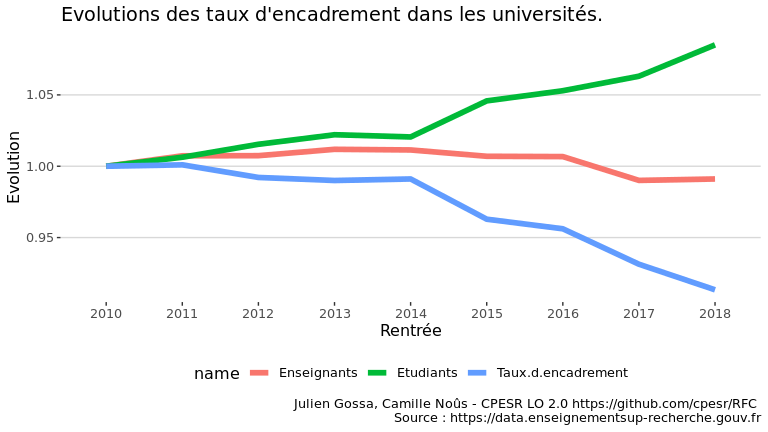 Evolutions des taux d'encadrement dans les universités.
Evolution
1.05
1.00
0.95
2010 2011 2012 2013 2014 2015 2016 2017 2018
Rentrée
name Enseignants Etudiants Taux.d.encadrement
Julien Gossa, Camille Noûs - CPESR LO 2.0 https://github.com/cpesr/RFC
Source : https://data.enseignementsup-recherche.gouv.fr